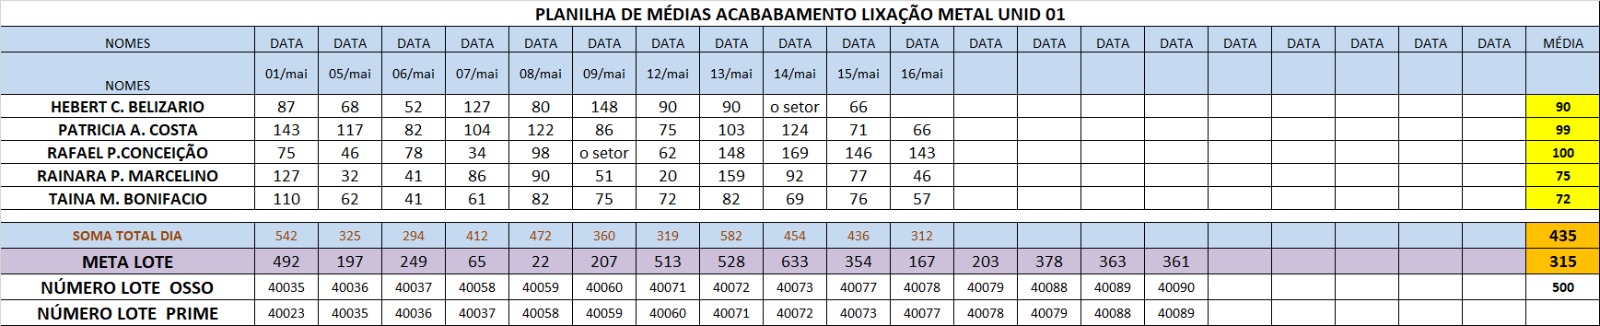 PLANILHA DE MÉDIAS ACABABAMENTO LIXAÇÃO METAL UNID 01
NOMES DATA DATA DATA DATA DATA DATA DATA DATA DATA DATA DATA DATA DATA DATA DATA DATA DATA DATA DATA DATA MÉDIA
NOMES 01/mai 05/mai 06/mai 07/mai 08/mai 09/mai 12/mai 13/mai 14/mai 15/mai 16/mai
HEBERT C. BELIZARIO 87 68 52 127 80 148 90 90 o setor 66 90
PATRICIA A. COSTA 143 117 82 104 122 86 75 103 124 71 66 99
RAFAEL P.CONCEIÇÃO 75 46 78 34 98 o setor 62 148 169 146 143 100
RAINARA P. MARCELINO 127 32 41 86 90 51 20 159 92 77 46 75
TAINA M. BONIFACIO 110 62 41 61 82 75 72 82 69 76 57 72
SOMA TOTAL DIA 542 325 294 412 472 360 319 582 454 436 312 435
META LOTE 492 197 249 65 22 207 513 528 633 354 167 203 378 363 361 315
NÚMERO LOTE OSSO 40035 40036 40037 40058 40059 40060 40071 40072 40073 40077 40078 40079 40088 40089 40090 500
NÚMERO LOTE PRIME 40023 40035 40036 40037 40058 40059 40060 40071 40072 40073 40077 40078 40079 40088 40089